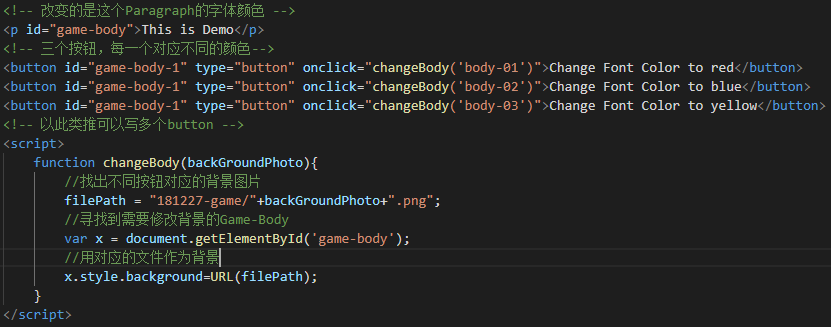 <!-- 改变的是这个Paragraph的字体颜色 -->
<p id="game-body">This is Demo</p>
<!-- 三个按钮，每一个对应不同的颜色-->
<button id="game-body-1" type="button" onclick="changeBody('body-01')">Change Font Color to red</button>
<button id="game-body-1" type="button" onclick="changeBody('body-02')">Change Font Color to blue</button>
<button id="game-body-1" type="button" onclick="changeBody('body-03')">Change Font Color to yellow</button>
<!-- 以此类推可以写多个button -->
<script>
    function changeBody(backGroundPhoto){
        //找出不同按钮对应的背景图片
        filePath = "181227-game/"+backGroundPhoto+".png";
        //寻找到需要修改背景的Game-Body
        var x = document.getElementById('game-body');
        //用对应的文件作为背景
        x.style.background=URL(filePath);
    }
</script>